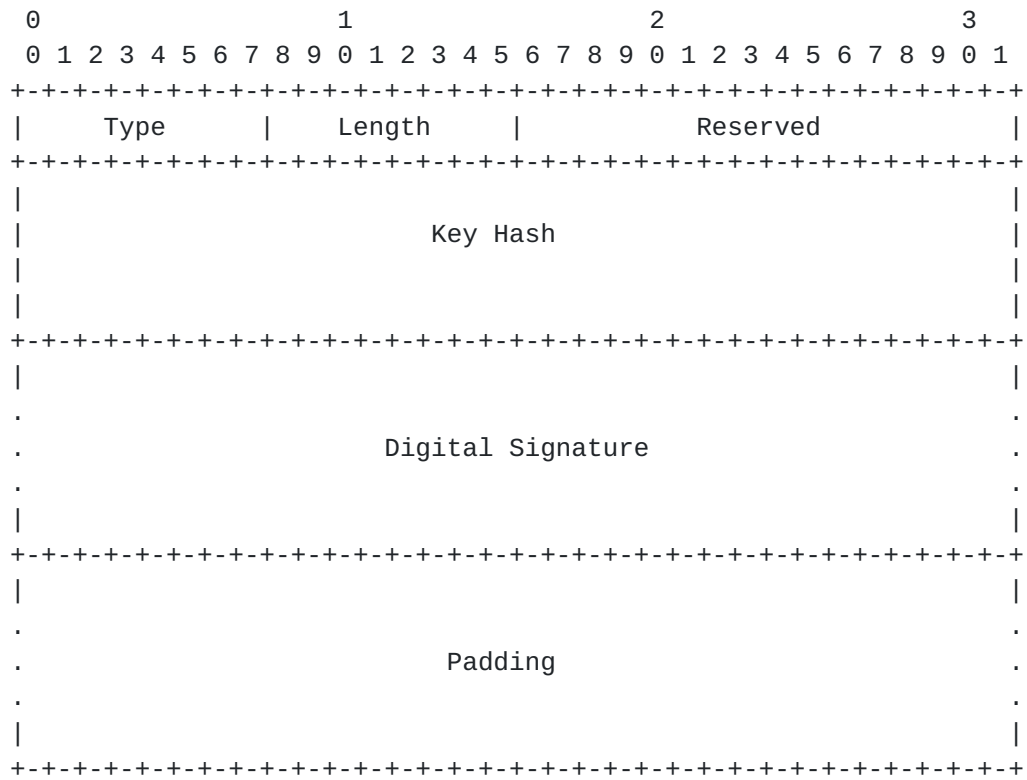 0                   1                   2                   3
 0 1 2 3 4 5 6 7 8 9 0 1 2 3 4 5 6 7 8 9 0 1 2 3 4 5 6 7 8 9 0 1
+-+-+-+-+-+-+-+-+-+-+-+-+-+-+-+-+-+-+-+-+-+-+-+-+-+-+-+-+-+-+-+-+
|     Type      |    Length     |           Reserved            |
+-+-+-+-+-+-+-+-+-+-+-+-+-+-+-+-+-+-+-+-+-+-+-+-+-+-+-+-+-+-+-+-+
|                                                               |
|                          Key Hash                             |
|                                                               |
|                                                               |
+-+-+-+-+-+-+-+-+-+-+-+-+-+-+-+-+-+-+-+-+-+-+-+-+-+-+-+-+-+-+-+-+
|                                                               |
.                                                               .
.                       Digital Signature                       .
.                                                               .
|                                                               |
+-+-+-+-+-+-+-+-+-+-+-+-+-+-+-+-+-+-+-+-+-+-+-+-+-+-+-+-+-+-+-+-+
|                                                               |
.                                                               .
.                           Padding                             .
.                                                               .
|                                                               |
+-+-+-+-+-+-+-+-+-+-+-+-+-+-+-+-+-+-+-+-+-+-+-+-+-+-+-+-+-+-+-+-+